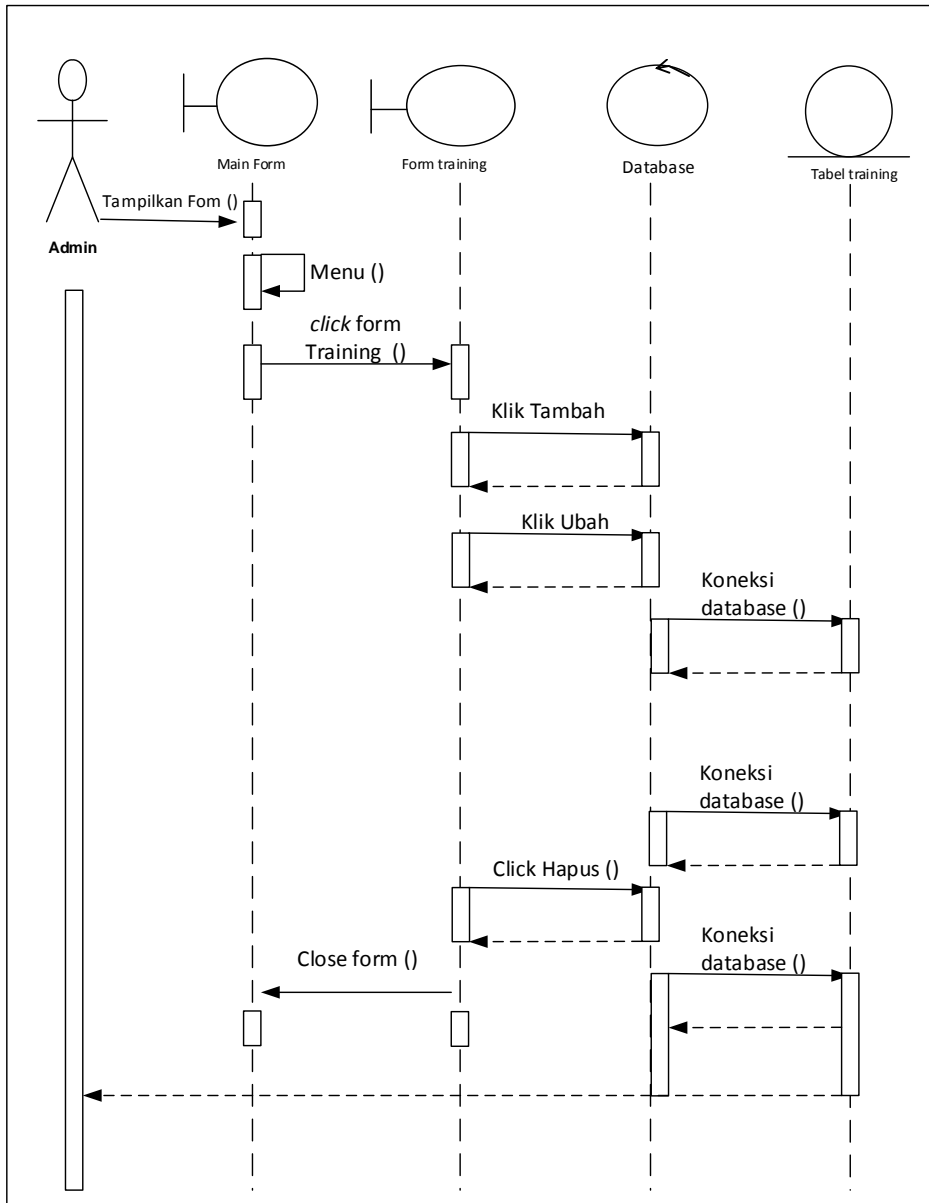 Main Form
Form training
Database
Tabel training
Tampilkan Fom ()
Admin
Menu ()
click form
Training  ()
Klik Tambah
Klik Ubah
Koneksi
database ()
Koneksi
database ()
Click Hapus ()
Koneksi
database ()
Close form ()